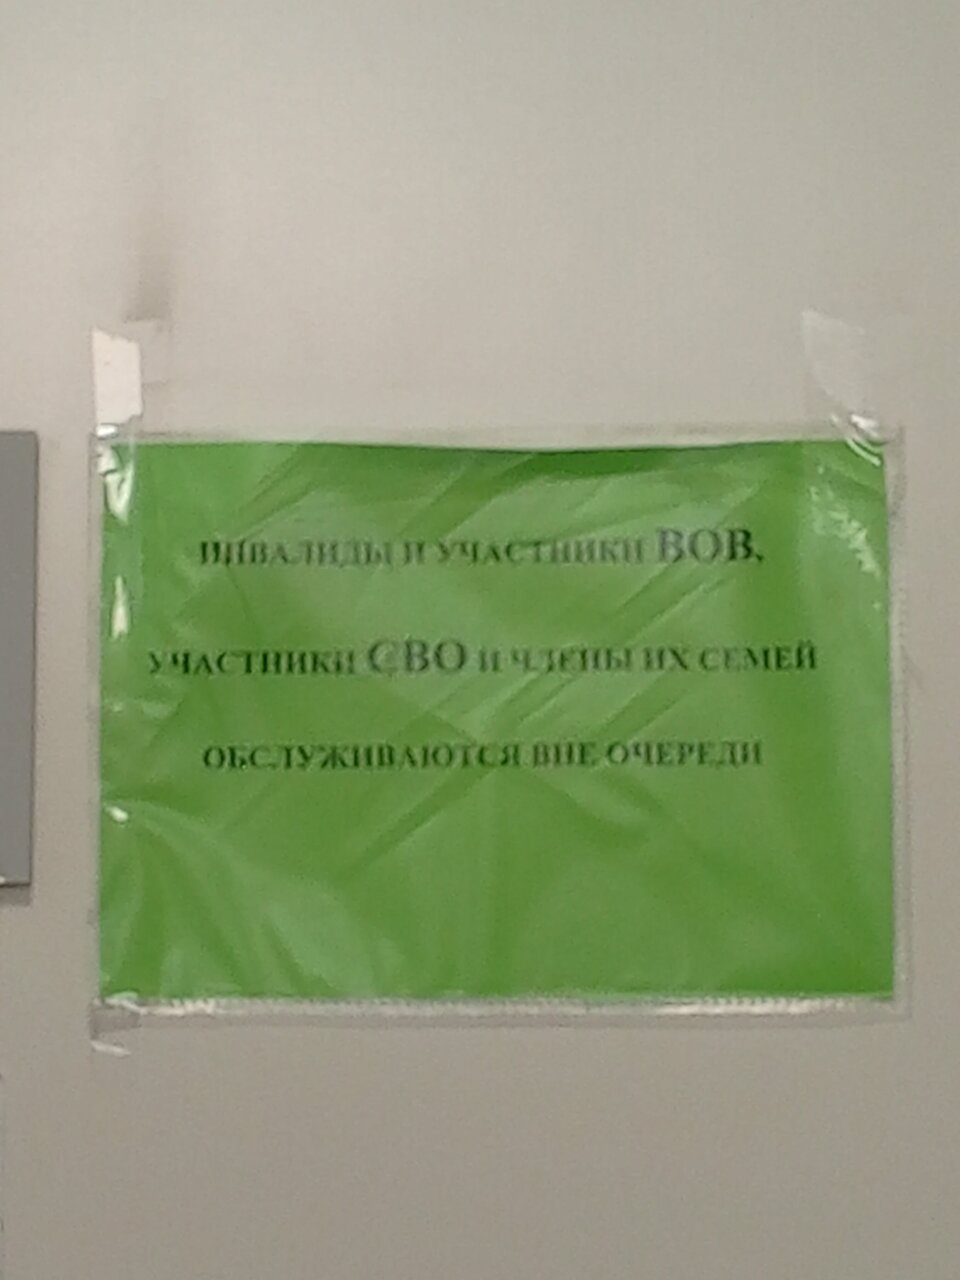 ИНВАЛИДЫ И УЧАСТНИКИ ВОВ,
УЧАСТНИКИ СВО И ЧЛЕНЫ ИХ СЕМЕЙ
ОБСЛУЖИВАЮТСЯ ВНЕ ОЧЕРЕДИ